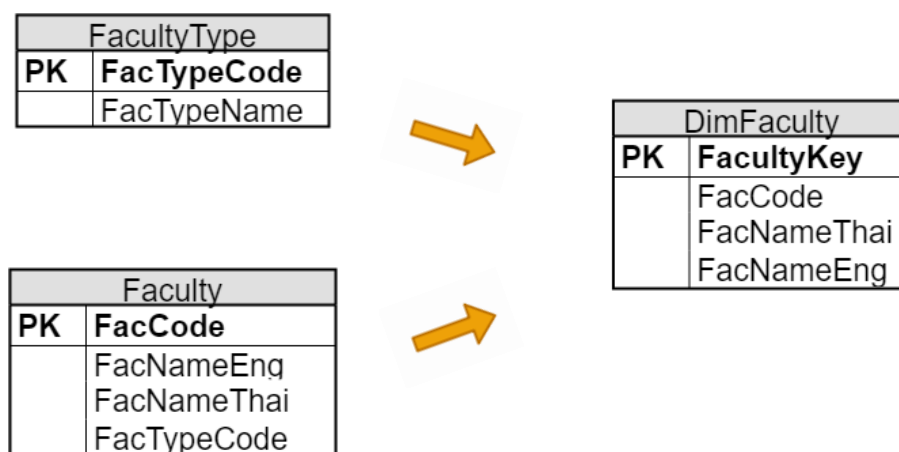 FacultyType
PK FacTypeCode
FacTypeName
DimFaculty
PK FacultyKey
FacCode
FacNameThai
FacNameEng
Faculty
PK FacCode
FacNameEng
FacNameThai
FacTypeCode